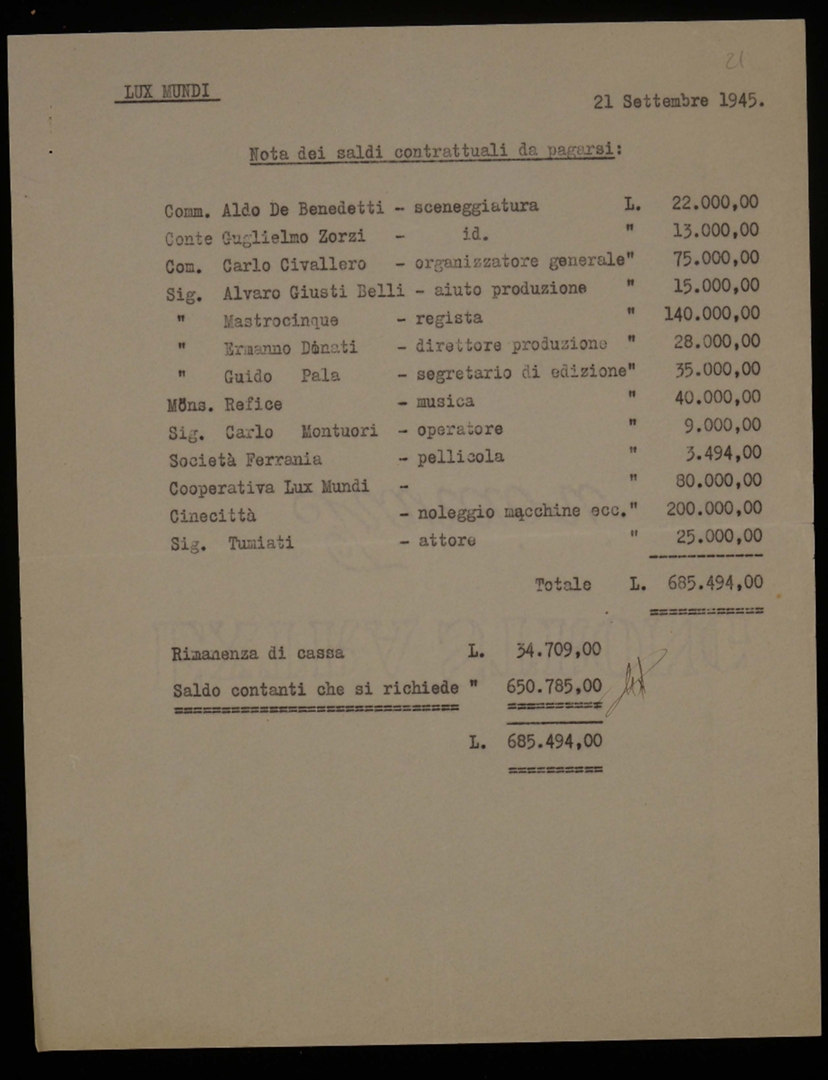 21
LUX MUNDI
21 Settembre 1945.
Nota dei saldi contrattuali da pagarsi:
Comm. Aldo De Benedetti - sceneggiatura L. 22.000,00
Conte Guglielmo Zorzi - id. " 13.000,00
Com. Carlo Civallero - organizzatore generale" 75.000,00
Sig. Alvaro Giusti Belli - aiuto produzione " 15.000,00
" Mastrocinque - regista " 140.000,00
" Ermanno Donati - direttore produzione " 28.000,00
" Guido Pala - segretario di edizione" 35.000,00
Mons. Refice - musica " 40.000,00
Sig. Carlo Montuori - operatore " 9.000,00
Società Ferrania - pellicola " 3.494,00
Cooperativa Lux Mundi - " 80.000,00
Cinecittà - noleggio macchine ecc." 200.000,00
Sig. Tumiati - attore " 25.000,00
Totale L. 685.494,00
Rimanenza di cassa L. 34.709,00
Saldo contanti che si richiede " 650.785,00
L. 685.494,00